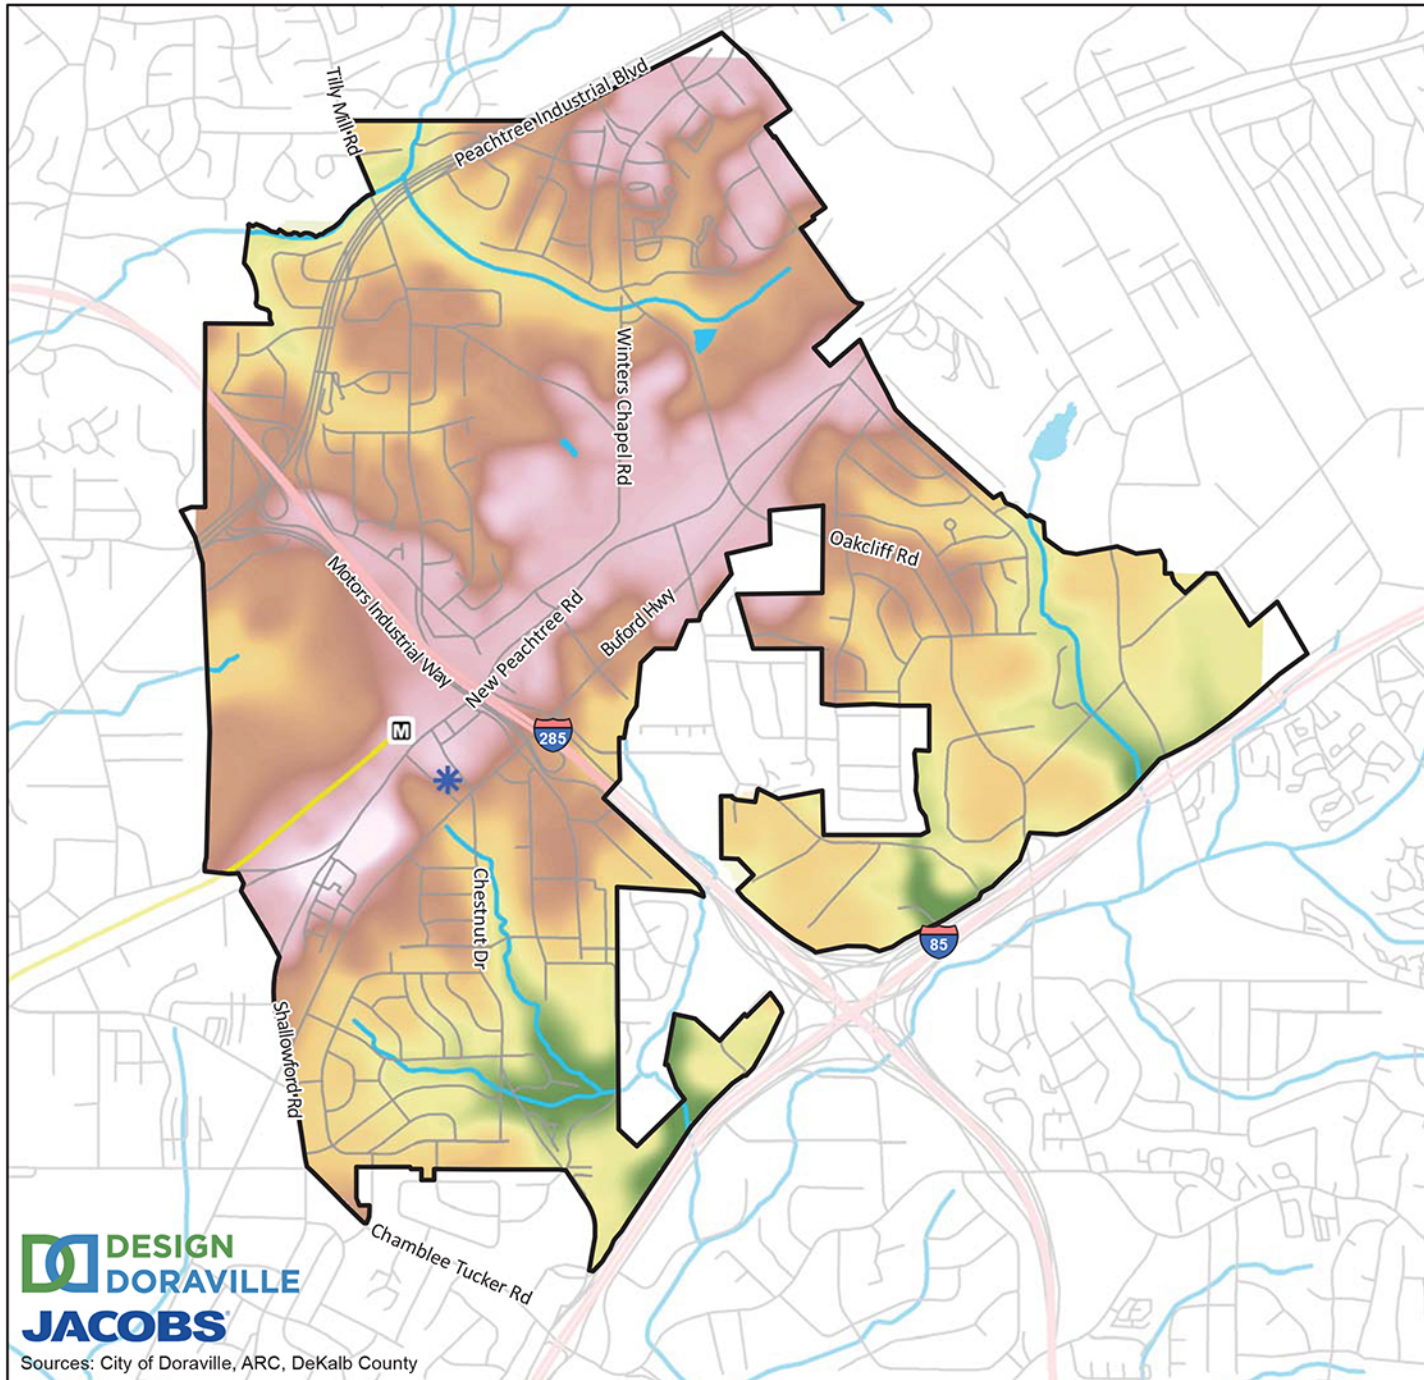 Tilly Mill Rd
Peachtree Industrial Blvd
Winters Chapel Rd
Oakcliff Rd
Motors Industrial Way
New Peachtree Rd
Buford Hwy
M
285
Chestnut Dr
85
Shallowford Rd
Chamblee Tucker Rd
DESIGN
DORAVILLE
JACOBS
Sources: City of Doraville, ARC, DeKalb County